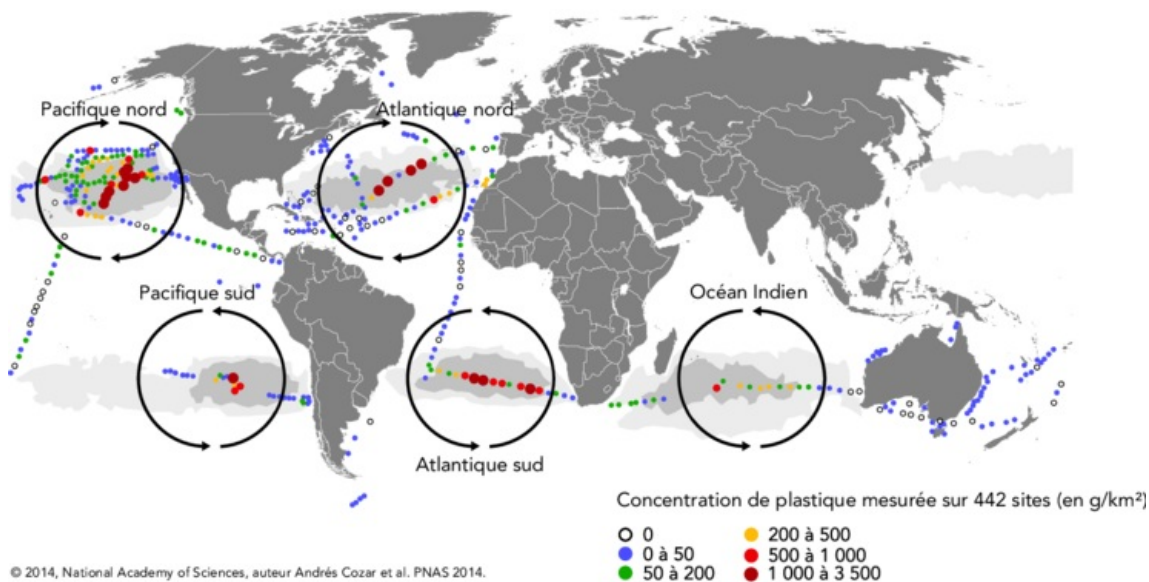 Pacifique nord
Atlantique nord
Pacifique sud
Océan Indien
Atlantique sud
Concentration de plastique mesurée sur 442 sites (en g/km²)
0
200 à 500
0 à 50
500 à 1 000
50 à 200
1 000 à 3 500
© 2014, National Academy of Sciences, auteur Andrés Cozar et al. PNAS 2014.